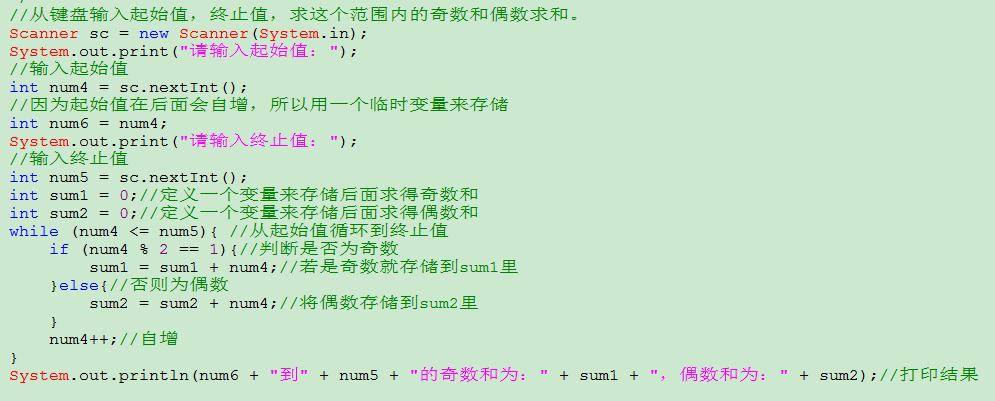 //从键盘输入起始值，终止值，求这个范围内的奇数和偶数求和。
Scanner sc = new Scanner(System.in);
System.out.print("请输入起始值：");
//输入起始值
int num4 = sc.nextInt();
//因为起始值在后面会自增，所以用一个临时变量来存储
int num6 = num4;
System.out.print("请输入终止值：");
//输入终止值
int num5 = sc.nextInt();
int sum1 = 0;//定义一个变量来存储后面求得奇数和
int sum2 = 0;//定义一个变量来存储后面求得偶数和
while (num4 <= num5){ //从起始值循环到终止值
    if (num4 % 2 == 1){//判断是否为奇数
        sum1 = sum1 + num4;//若是奇数就存储到sum1里
    }else{//否则为偶数
        sum2 = sum2 + num4;//将偶数存储到sum2里
    }
    num4++;//自增
}
System.out.println(num6 + "到" + num5 + "的奇数和为：" + sum1 + "，偶数和为：" + sum2);//打印结果